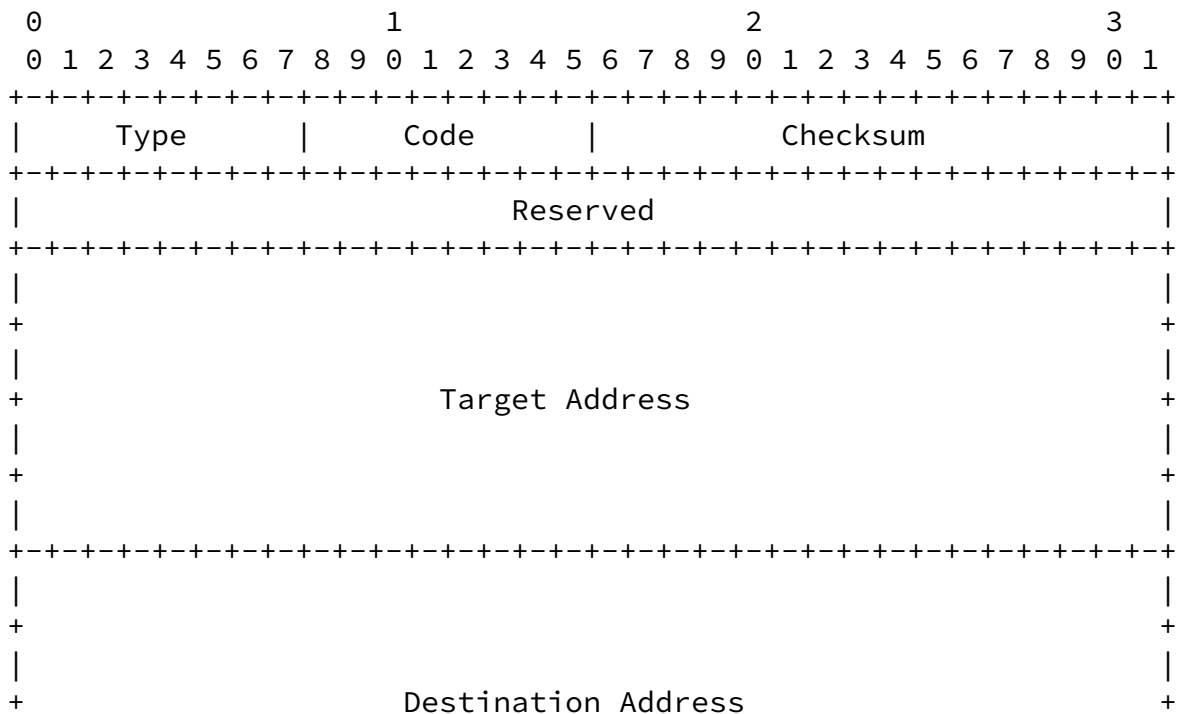 0                   1                   2                   3
 0 1 2 3 4 5 6 7 8 9 0 1 2 3 4 5 6 7 8 9 0 1 2 3 4 5 6 7 8 9 0 1
+-+-+-+-+-+-+-+-+-+-+-+-+-+-+-+-+-+-+-+-+-+-+-+-+-+-+-+-+-+-+-+-+
|     Type      |     Code      |          Checksum             |
+-+-+-+-+-+-+-+-+-+-+-+-+-+-+-+-+-+-+-+-+-+-+-+-+-+-+-+-+-+-+-+-+
|                           Reserved                            |
+-+-+-+-+-+-+-+-+-+-+-+-+-+-+-+-+-+-+-+-+-+-+-+-+-+-+-+-+-+-+-+-+
|                                                               |
+                                                               +
|                                                               |
+                       Target Address                          +
|                                                               |
+                                                               +
|                                                               |
+-+-+-+-+-+-+-+-+-+-+-+-+-+-+-+-+-+-+-+-+-+-+-+-+-+-+-+-+-+-+-+-+
|                                                               |
+                                                               +
|                                                               |
+                     Destination Address                       +